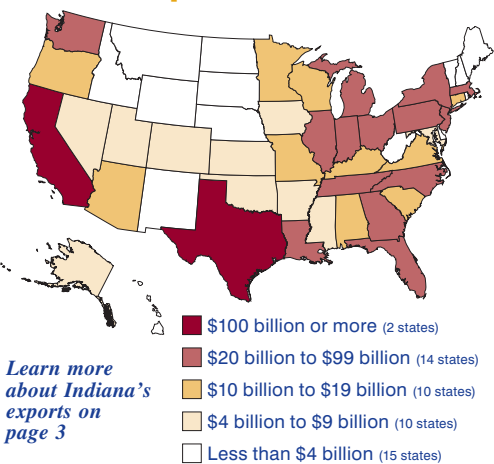 $100 billion or more (2 states)
$20 billion to $99 billion (14 states)
$10 billion to $19 billion (10 states)
$4 billion to $9 billion (10 states)
Less than $4 billion (15 states)
Learn more
about Indiana's
exports on
page 3